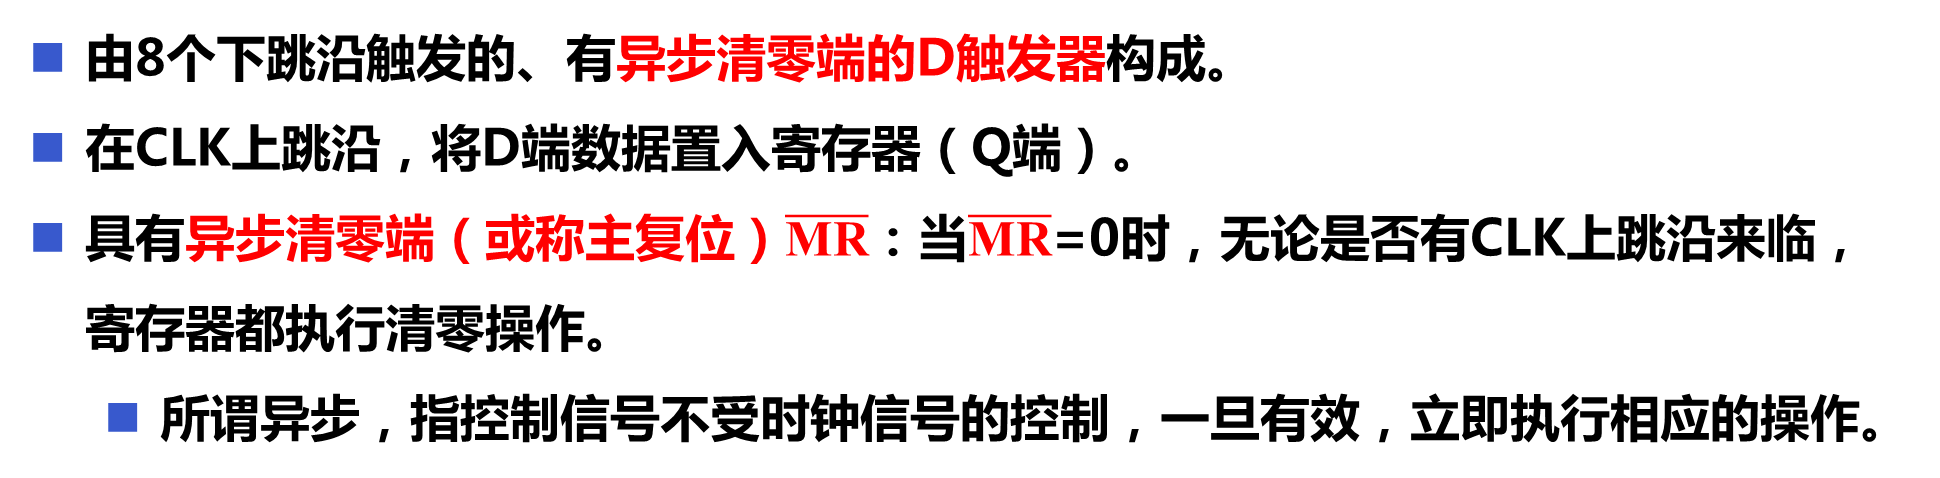 由8个下跳沿触发的、有异步清零端的D触发器构成。
在CLK上跳沿，将D端数据置入寄存器（Q端）。
具有异步清零端（或称主复位）M̅R̅：当M̅R̅=0时，无论是否有CLK上跳沿来临，
寄存器都执行清零操作。
所谓异步，指控制信号不受时钟信号的控制，一旦有效，立即执行相应的操作。